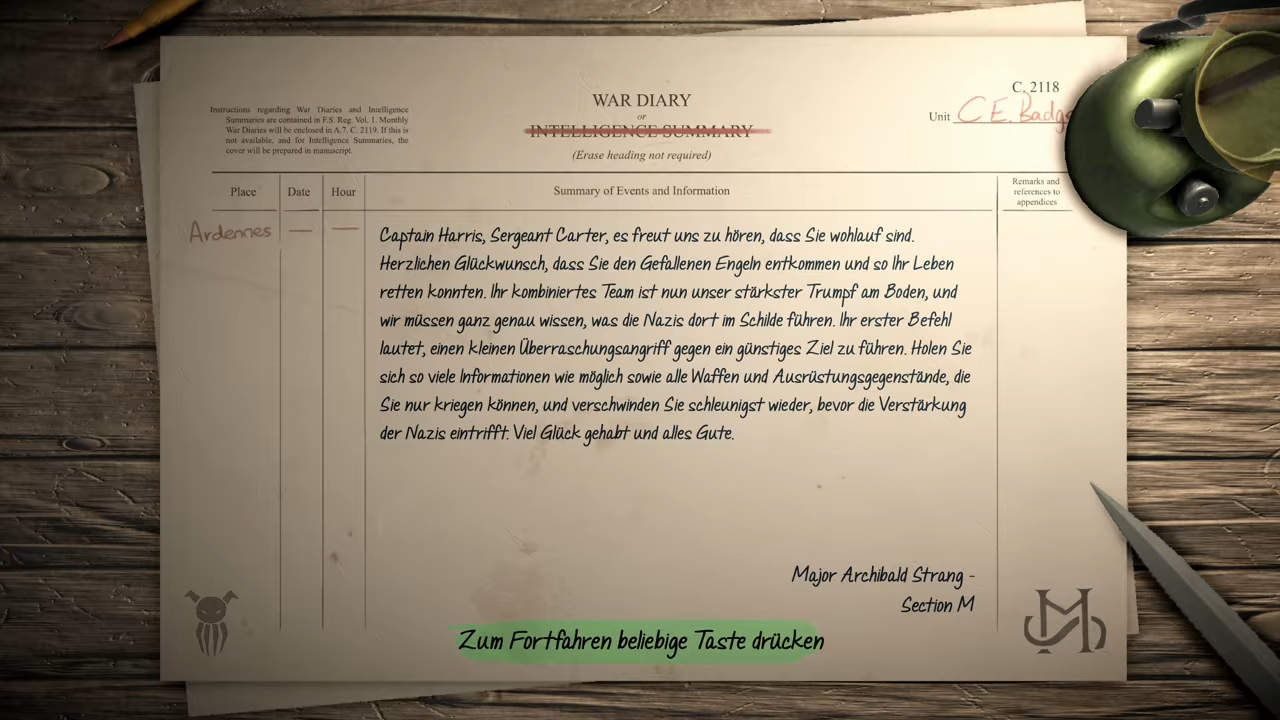 Instructions regarding War Diaries and Intelligence
Summaries are contained in F.S. Reg. Vol. 1. Monthly
War Diaries will be enclosed in A.7. C. 2119. If this is
not available, and for Intelligence Summaries, the
cover will be prepared in manuscript.
WAR DIARY
or
INTELLIGENCE SUMMARY
(Erase heading not required)
C. 2118
Unit C E. Badg
Place
Date
Hour
Summary of Events and Information
Remarks and
references to
appendices
Ardennes — —
Captain Harris, Sergeant Carter, es freut uns zu hören, dass Sie wohlauf sind.
Herzlichen Glückwunsch, dass Sie den Gefallenen Engeln entkommen und so Ihr Leben
retten konnten. Ihr kombiniertes Team ist nun unser stärkster Trumpf am Boden, und
wir müssen ganz genau wissen, was die Nazis dort im Schilde führen. Ihr erster Befehl
lautet, einen kleinen Überraschungsangriff gegen ein günstiges Ziel zu führen. Holen Sie
sich so viele Informationen wie möglich sowie alle Waffen und Ausrüstungsgegenstände, die
Sie nur kriegen können, und verschwinden Sie schleunigst wieder, bevor die Verstärkung
der Nazis eintrifft. Viel Glück gehabt und alles Gute.
Major Archibald Strang -
Section M
Zum Fortfahren beliebige Taste drücken